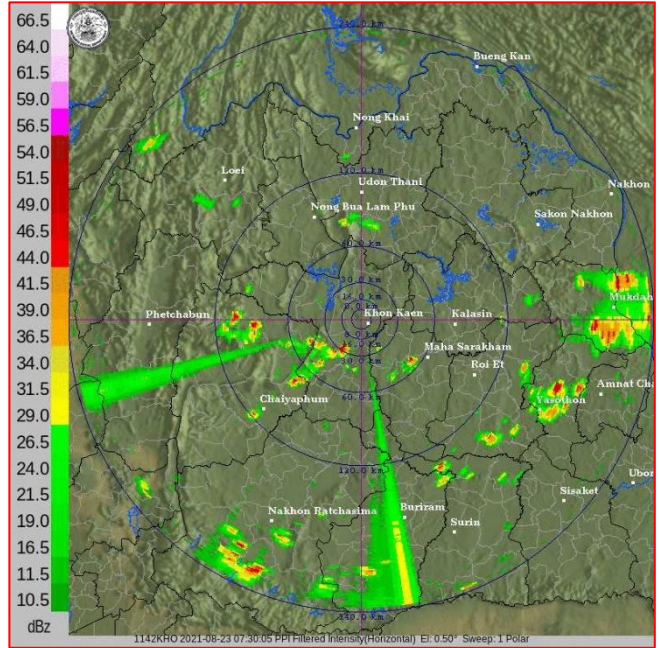 66.5
64.0
61.5
59.0
56.5
54.0
51.5
49.0
46.5
44.0
41.5
39.0
36.5
34.0
31.5
29.0
26.5
24.0
21.5
19.0
16.5
14.0
11.5
10.5
dBz
Bueng Kan
Nong Khai
Loei
Udon Thani
Nakhon
Nong Bua Lam Phu
Sakon Nakhon
Mukdah
Phetchabun
Khon Kaen
Kalasin
Maha Sarakham
Roi Et
Chaiyaphum
Yasothon
Amnat Cha
120.0 km
Ubon
Nakhon Ratchasima
Buriram
Surin
Sisaket
1142KHO 2021-08-23 07:30:05 PPI Filtered Intensity(Horizontal) El: 0.50° Sweep: 1 Polar